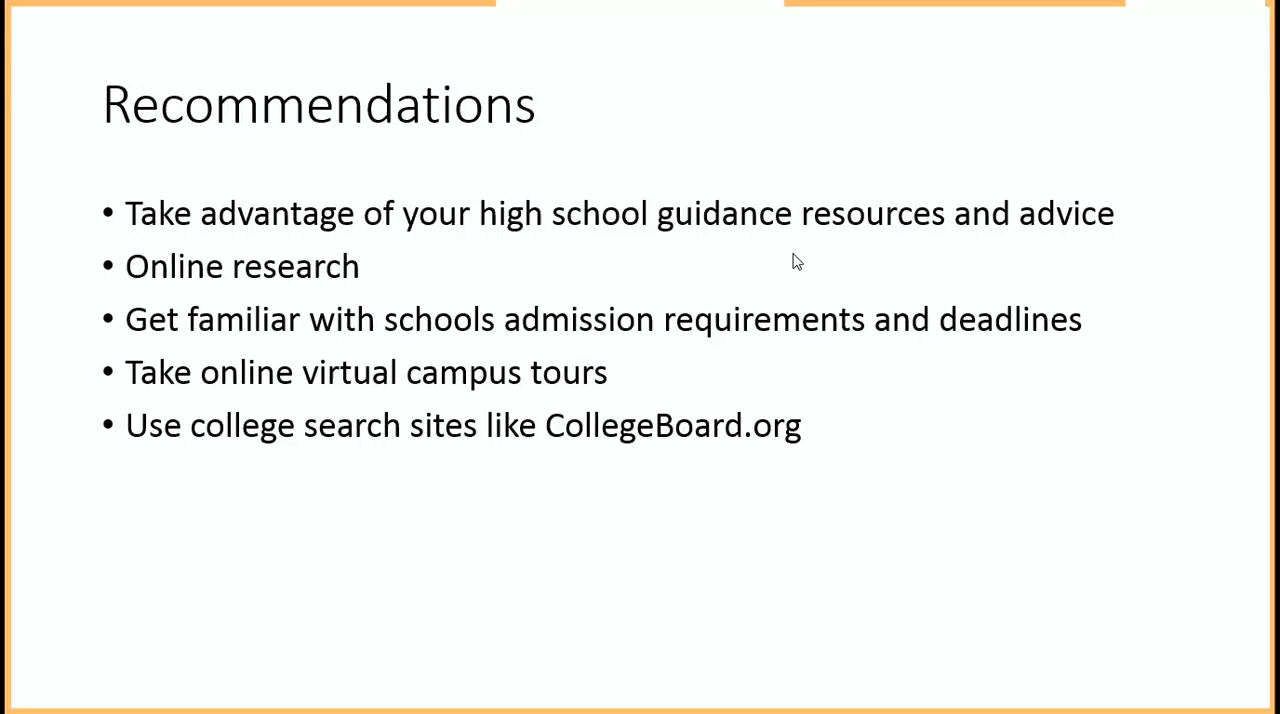 Recommendations
• Take advantage of your high school guidance resources and advice
• Online research
• Get familiar with schools admission requirements and deadlines
• Take online virtual campus tours
• Use college search sites like CollegeBoard.org